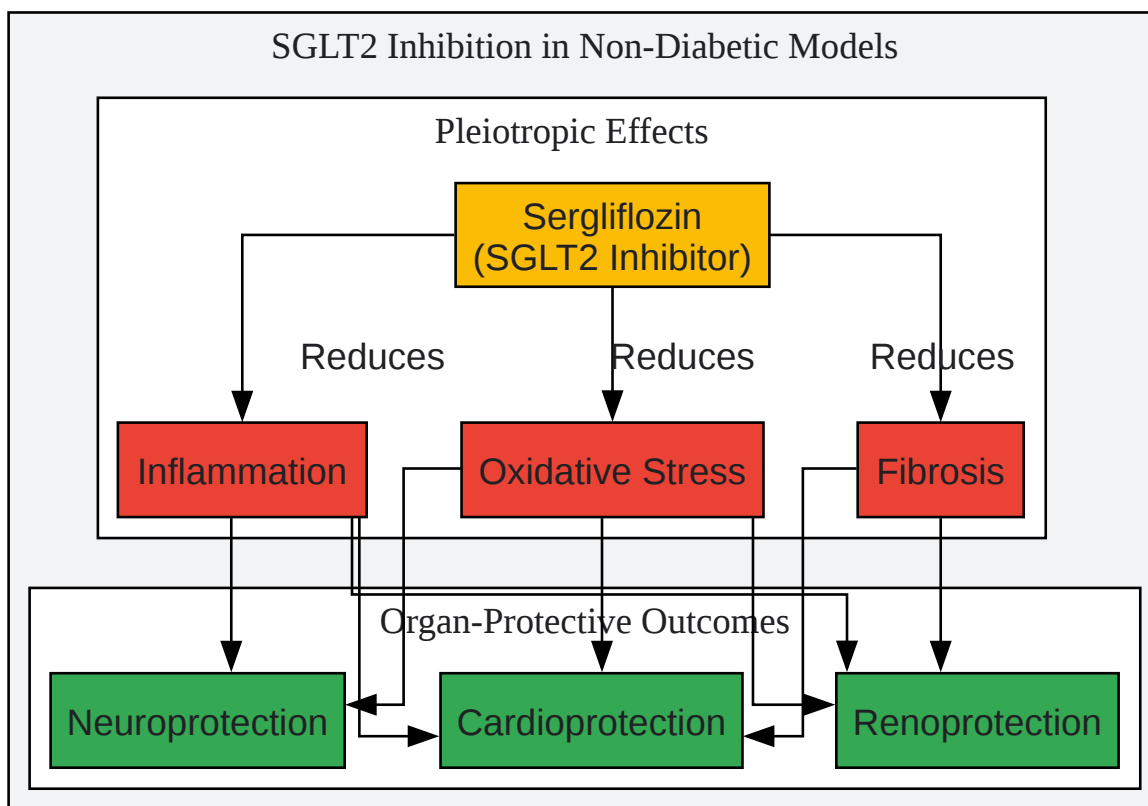 SGLT2 Inhibition in Non-Diabetic Models
Pleiotropic Effects
Sergliflozin
(SGLT2 Inhibitor)
Reduces
Reduces
Reduces
Inflammation
Oxidative Stress
Fibrosis
Organ-Protective Outcomes
Neuroprotection
Cardioprotection
Renoprotection